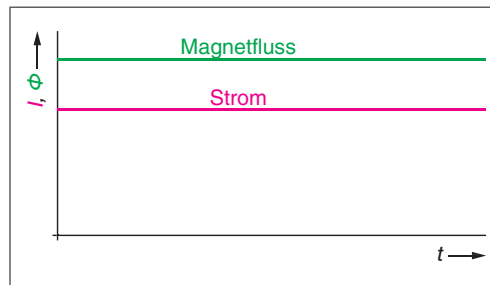 Magnetfluss
I, Φ
Strom
t